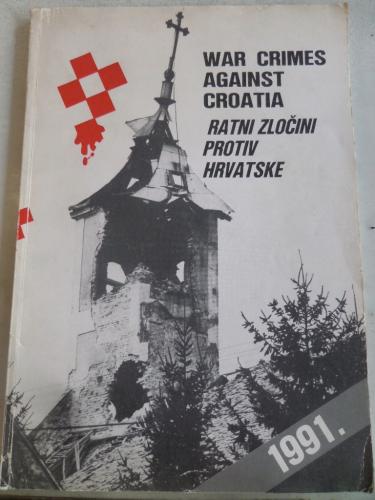 WAR CRIMES
AGAINST
CROATIA
RATNI ZLOČINI
PROTIV
HRVATSKE
1991.